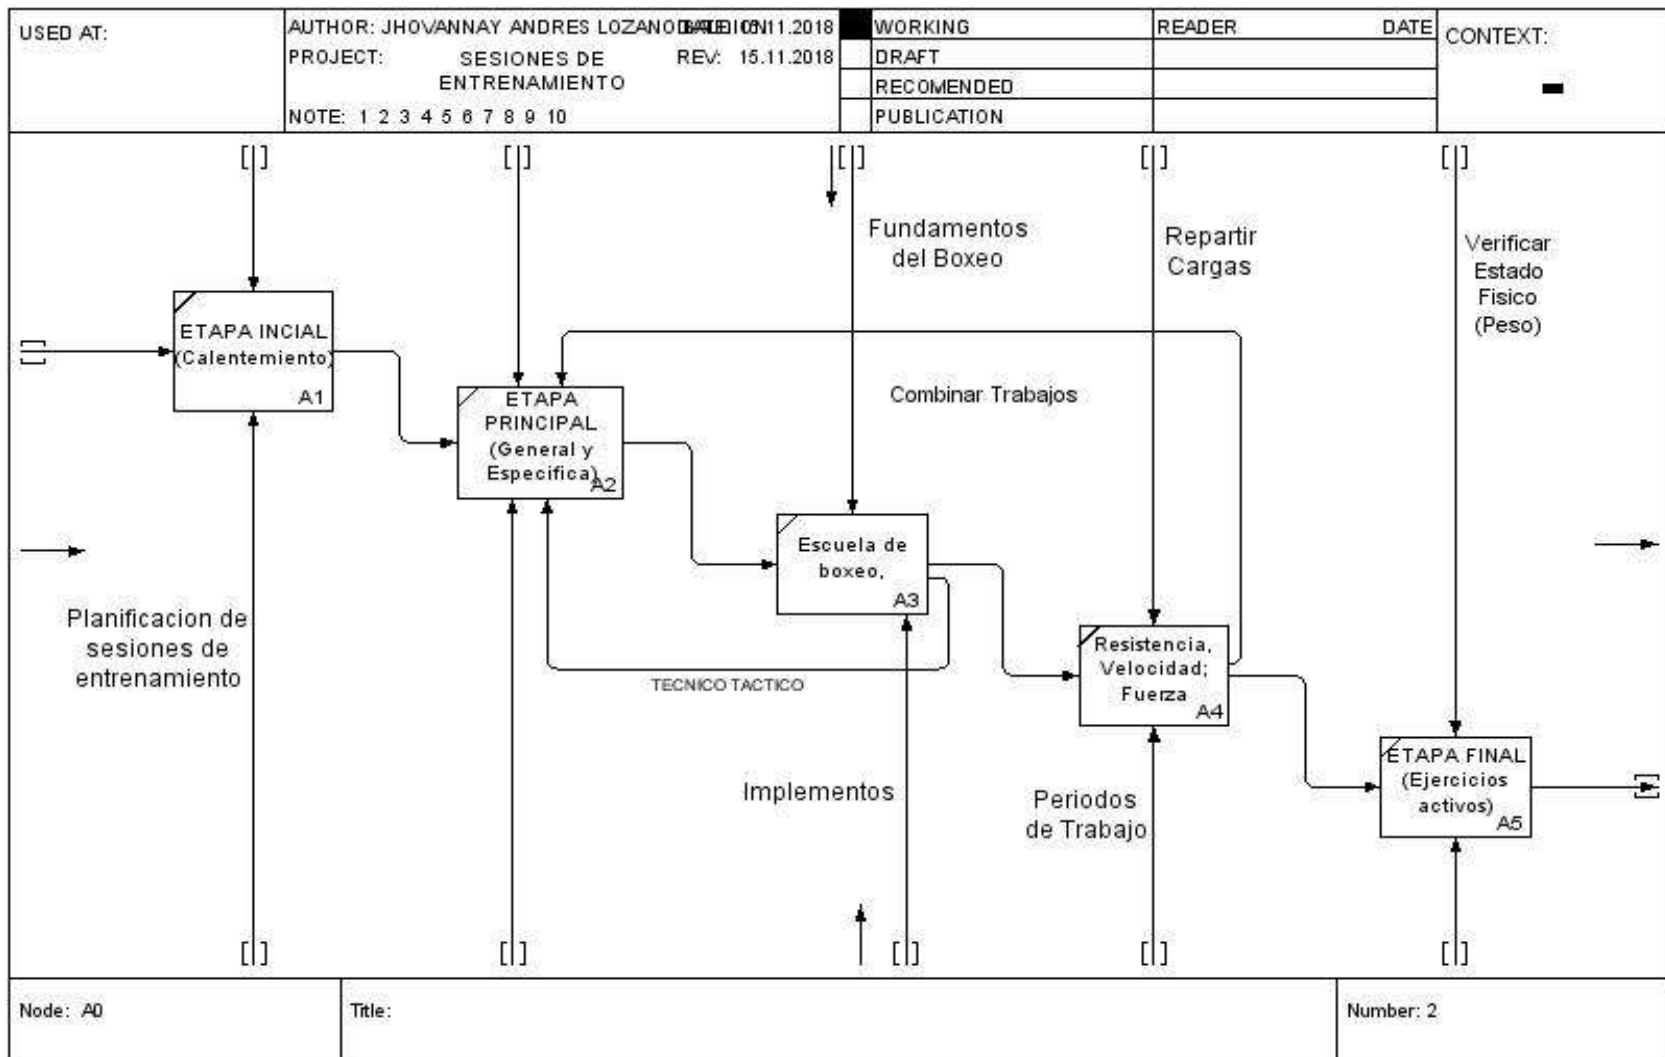 USED AT:
AUTHOR: JHOVANNAY ANDRES LOZANO
DATE: 05.11.2018
PROJECT: SESIONES DE
ENTRENAMIENTO
REV: 15.11.2018
NOTE: 1 2 3 4 5 6 7 8 9 10
WORKING
DRAFT
RECOMENDED
PUBLICATION
READER DATE
CONTEXT:
Fundamentos
del Boxeo
Repartir
Cargas
Verificar
Estado
Fisico
(Peso)
ETAPA INCIAL
(Calentemiento)
A1
ETAPA
PRINCIPAL
(General y
Especifica)
A2
Combinar Trabajos
Escuela de
boxeo,
A3
Planificacion de
sesiones de
entrenamiento
TECNICO TACTICO
Resistencia,
Velocidad;
Fuerza
A4
Implementos
Periodos
de Trabajo
ETAPA FINAL
(Ejercicios
activos)
A5
Node: A0
Title:
Number: 2